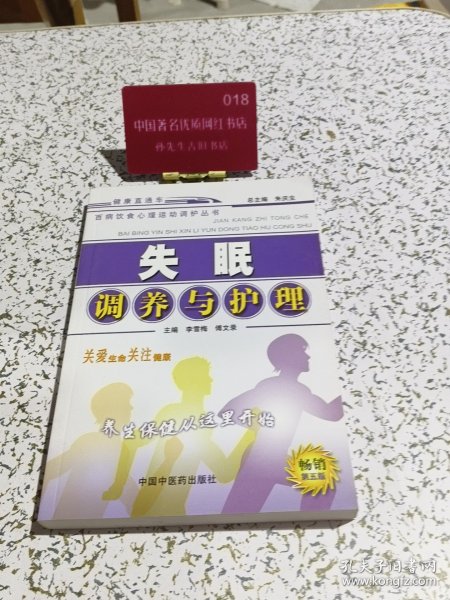 018
中国著名优质网红书店
孙先生古旧书店
健康直通车
总主编 朱庆生
百病饮食心理运动调护丛书
JIAN KANG ZHI TONG CHE
BAI BING YIN SHI XIN LI YUN DONG TIAO HU CONG SHU
失眠
调养与护理
主编 李雪梅 傅文录
关爱生命关注健康
养生保健从这里开始
畅销
第五版
中国中医药出版社
孔夫子旧书网
www.kongfz.com